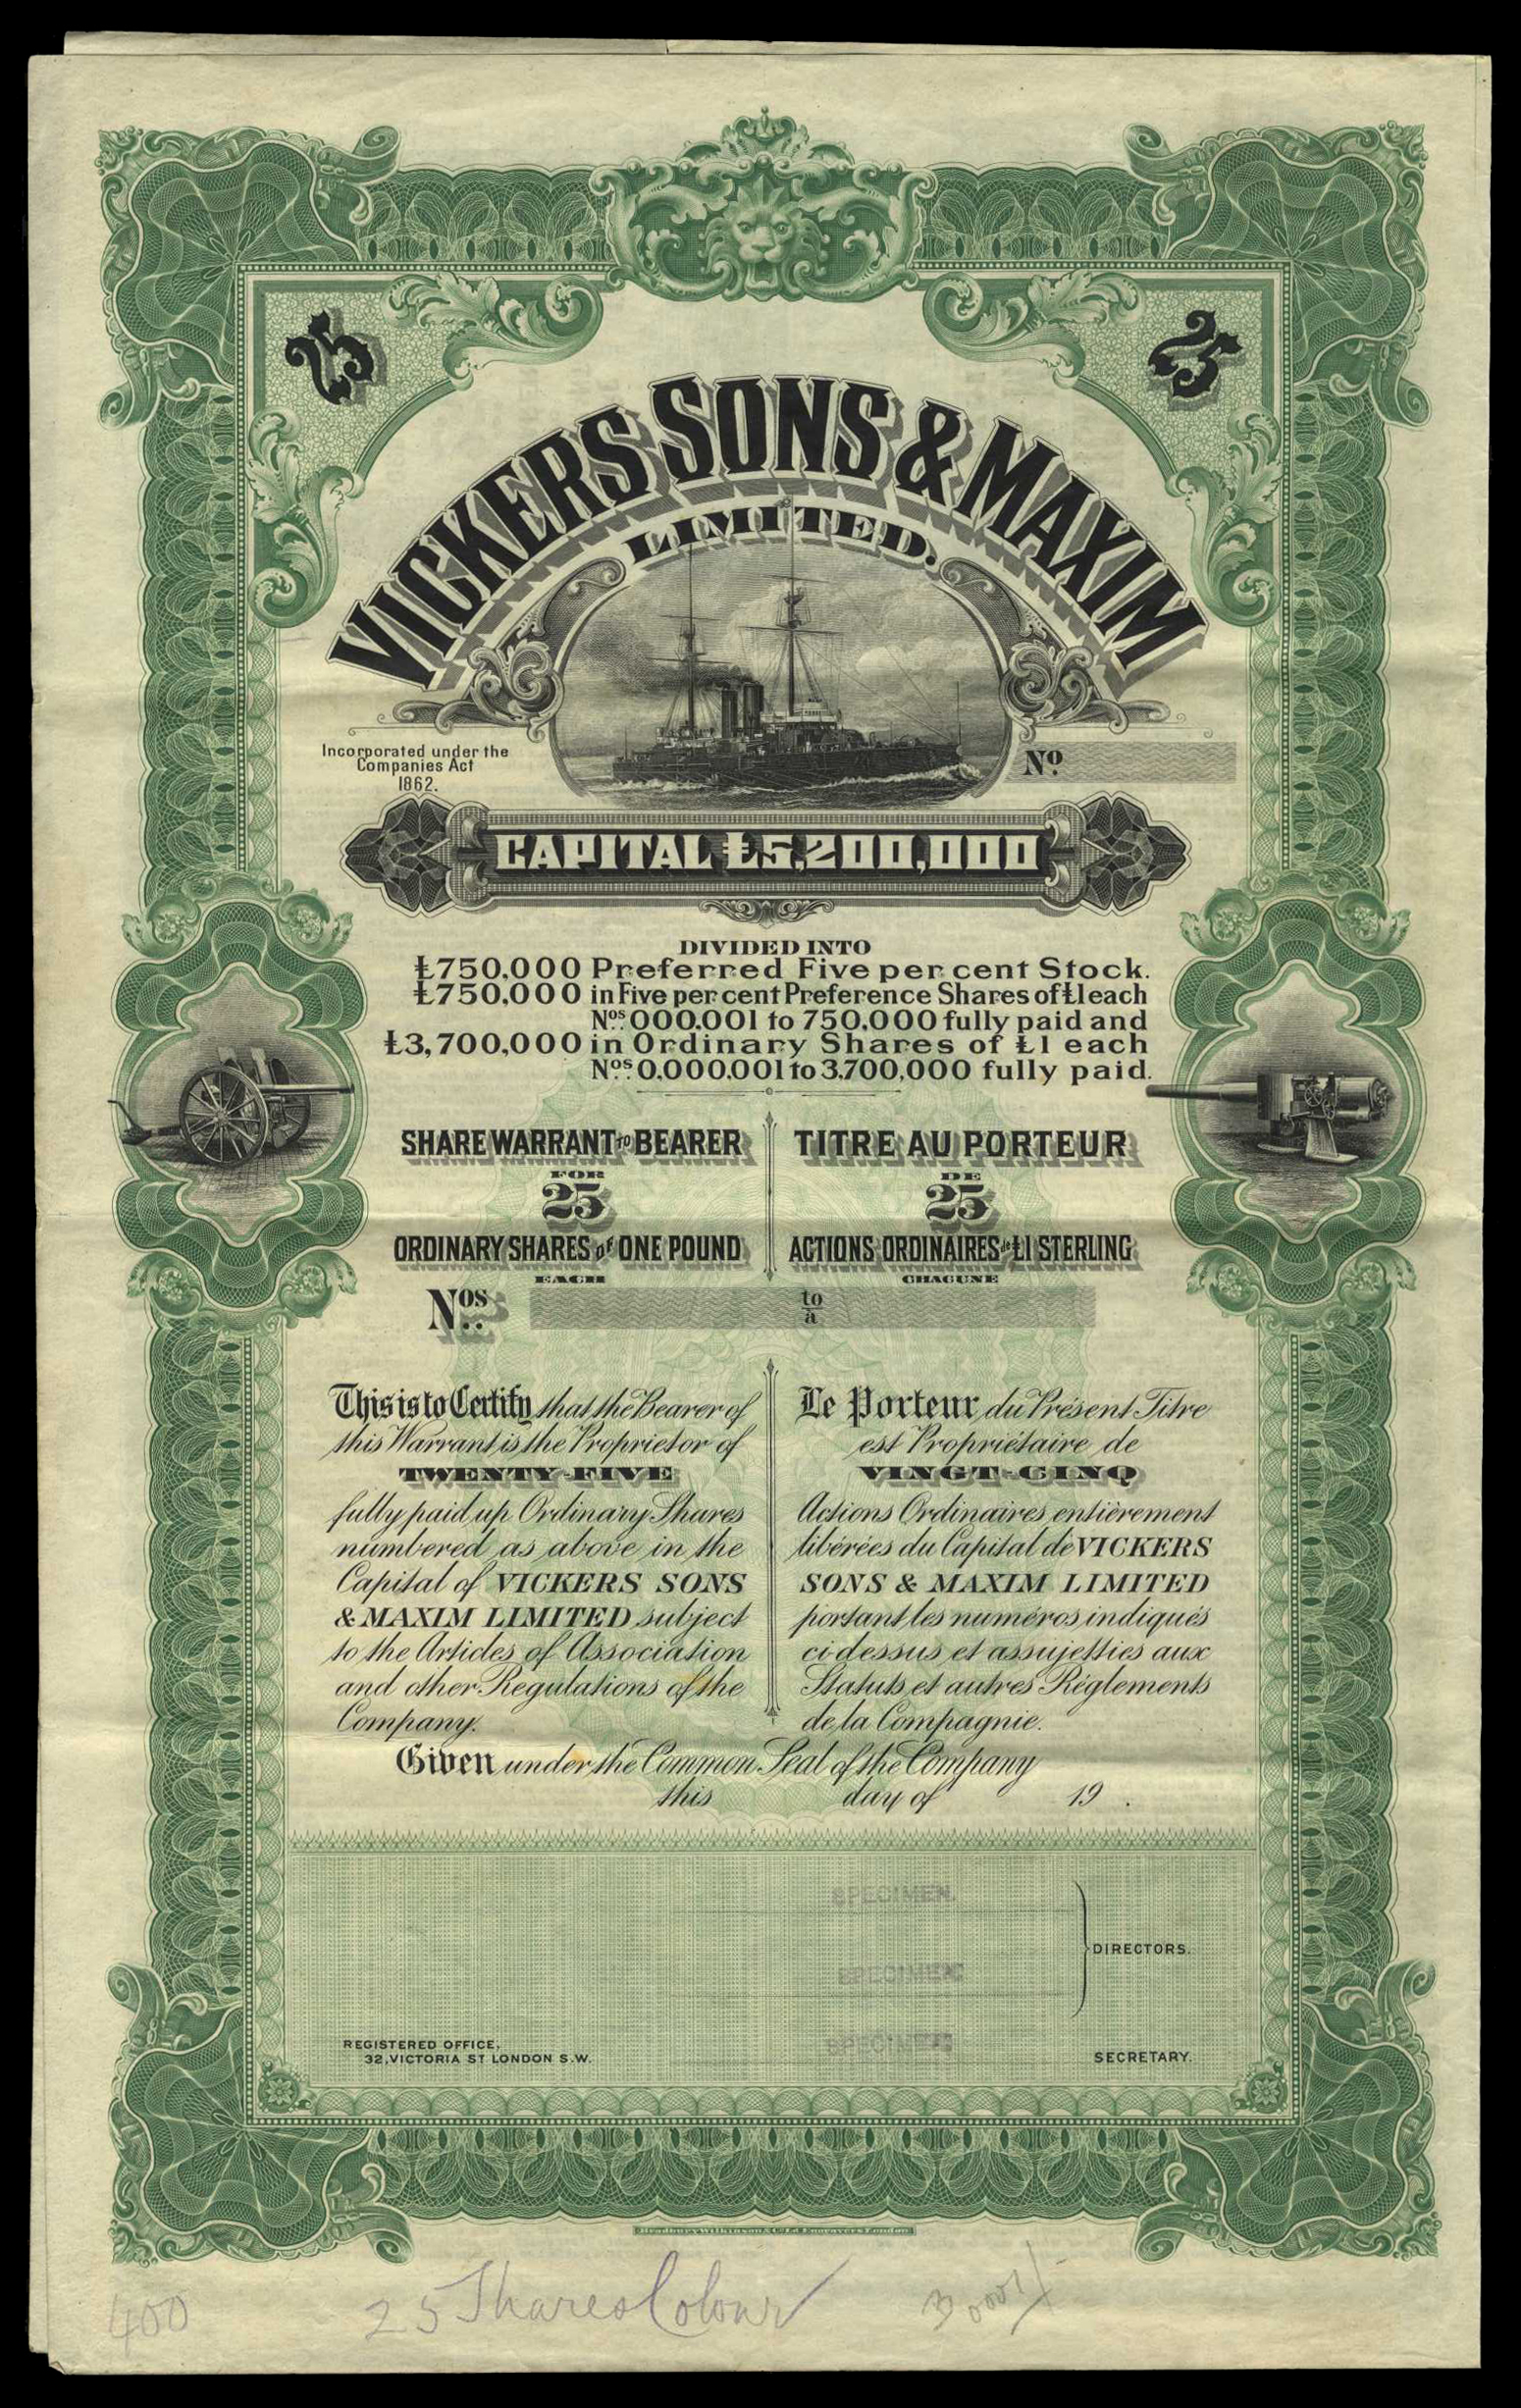 25
25
VICKERS SONS & MAXIM
LIMITED.
Incorporated under the
Companies Act
1862.
No.
CAPITAL £5,200,000
DIVIDED INTO
£750,000 Preferred Five per cent Stock.
£750,000 in Five per cent Preference Shares of £1 each
Nos. 000,001 to 750,000 fully paid and
£3,700,000 in Ordinary Shares of £1 each
Nos. 0,000,001 to 3,700,000 fully paid.
SHARE WARRANT to BEARER
FOR
25
ORDINARY SHARES of ONE POUND
EACH
TITRE AU PORTEUR
DE
25
ACTIONS ORDINAIRES de £1 STERLING
CHACUNE
Nos. to
à
This is to Certify that the Bearer of
this Warrant is the Proprietor of
TWENTY-FIVE
fully paid up Ordinary Shares
numbered as above in the
Capital of VICKERS SONS
& MAXIM LIMITED subject
to the Articles of Association
and other Regulations of the
Company.
Le Porteur du Présent Titre
est Propriétaire de
VINGT-CINQ
Actions Ordinaires entièrement
libérées du Capital de VICKERS
SONS & MAXIM LIMITED
portant les numéros indiqués
ci-dessus et assujetties aux
Statuts et autres Réglements
de la Compagnie.
Given under the Common Seal of the Company
this day of 19 .
SPECIMEN.
DIRECTORS.
SPECIMEN
REGISTERED OFFICE,
32, VICTORIA ST LONDON S.W.
SPECIMEN
SECRETARY.
Bradbury Wilkinson & Co. Ld. Engravers London
400 25 Shares Colour